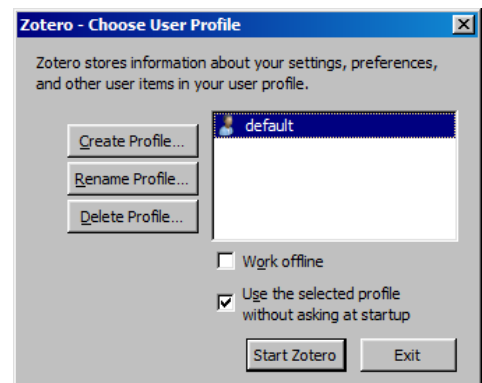 Zotero - Choose User Profile
Zotero stores information about your settings, preferences,
and other user items in your user profile.
default
Create Profile...
Rename Profile...
Delete Profile...
Work offline
Use the selected profile
without asking at startup
Start Zotero
Exit